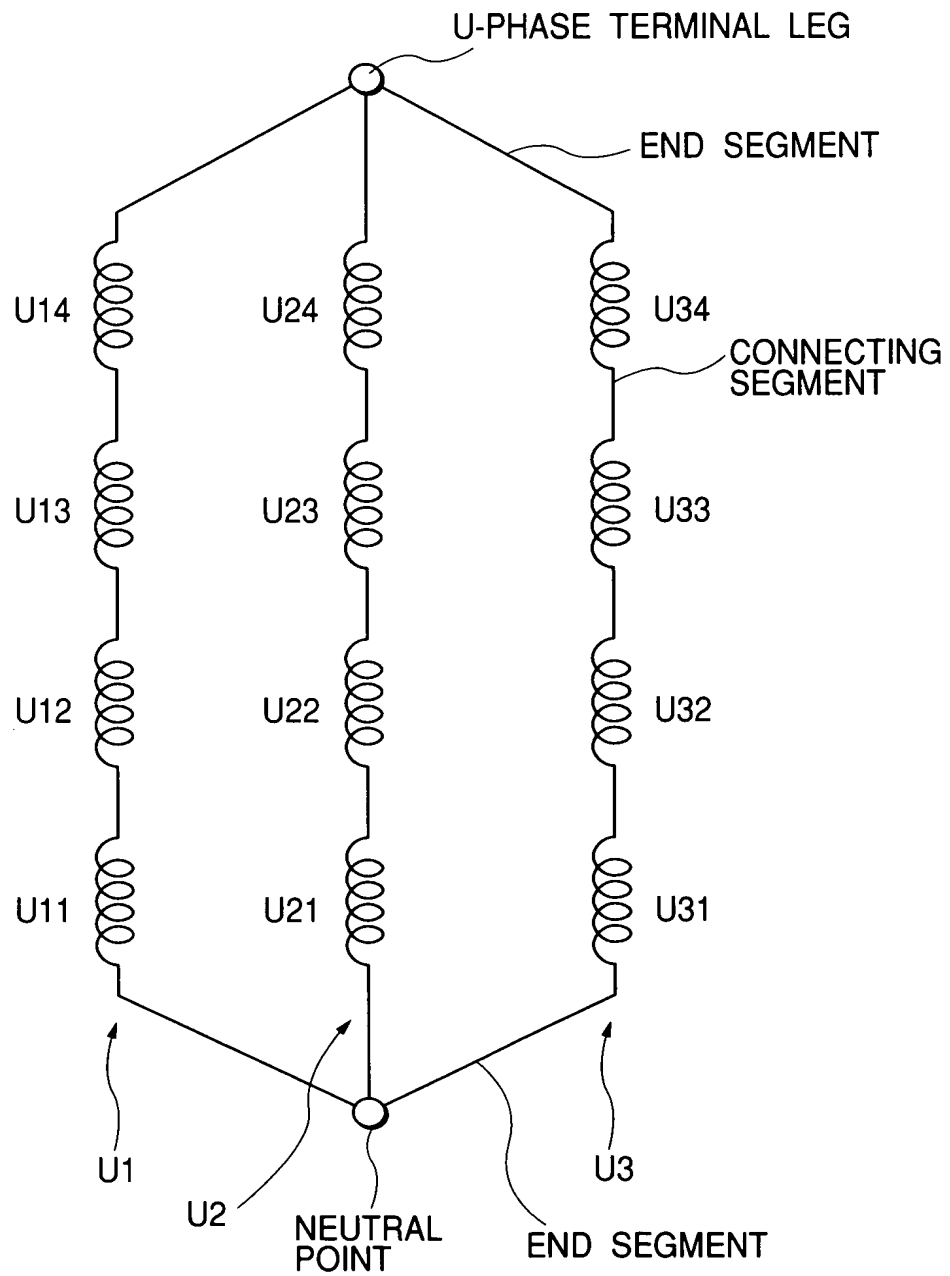 U-PHASE TERMINAL LEG
END SEGMENT
U14
U24
U34
CONNECTING
SEGMENT
U13
U23
U33
U12
U22
U32
U11
U21
U31
U1
U2
U3
NEUTRAL
POINT
END SEGMENT